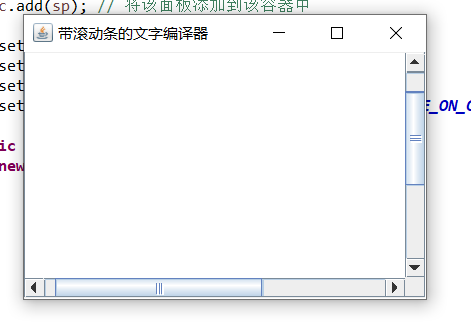 c.add(sp); // 将该面板添加到该容器中
带滚动条的文字编译器
set
set
set
set
E_ON_C
ic
new